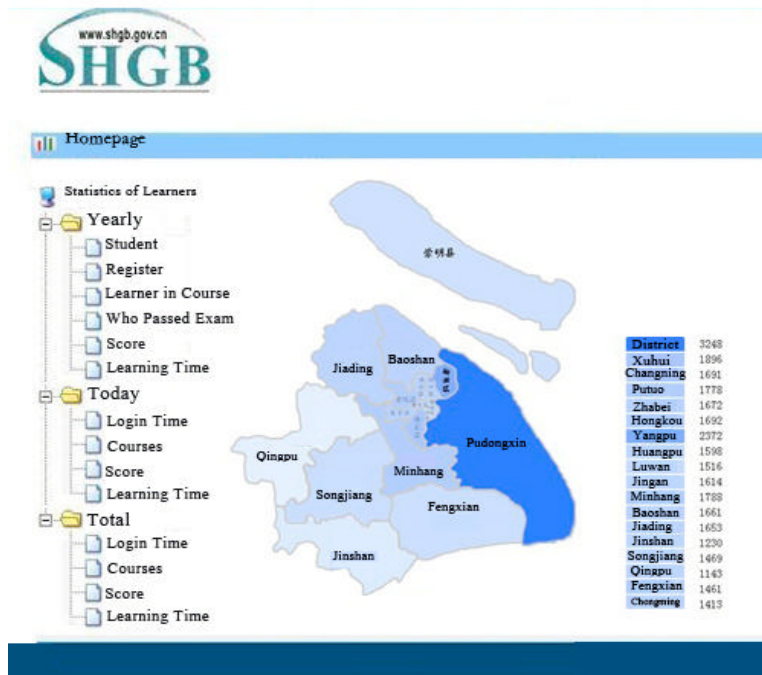 www.shgb.gov.cn
SHGB
Homepage
Statistics of Learners
Yearly
Student
Register
Learner in Course
Who Passed Exam
Score
Learning Time
Today
Login Time
Courses
Score
Learning Time
Total
Login Time
Courses
Score
Learning Time
崇明县
Baoshan
Jiading
Pudongxin
Qingpu
Minhang
Songjiang
Fengxian
Jinshan
District 3248
Xuhui 1896
Changning 1691
Putuo 1778
Zhabei 1672
Hongkou 1692
Yangpu 2372
Huangpu 1598
Luwan 1516
Jingan 1614
Minhang 1788
Baoshan 1661
Jiading 1653
Jinshan 1230
Songjiang 1469
Qingpu 1143
Fengxian 1461
Chongming 1413